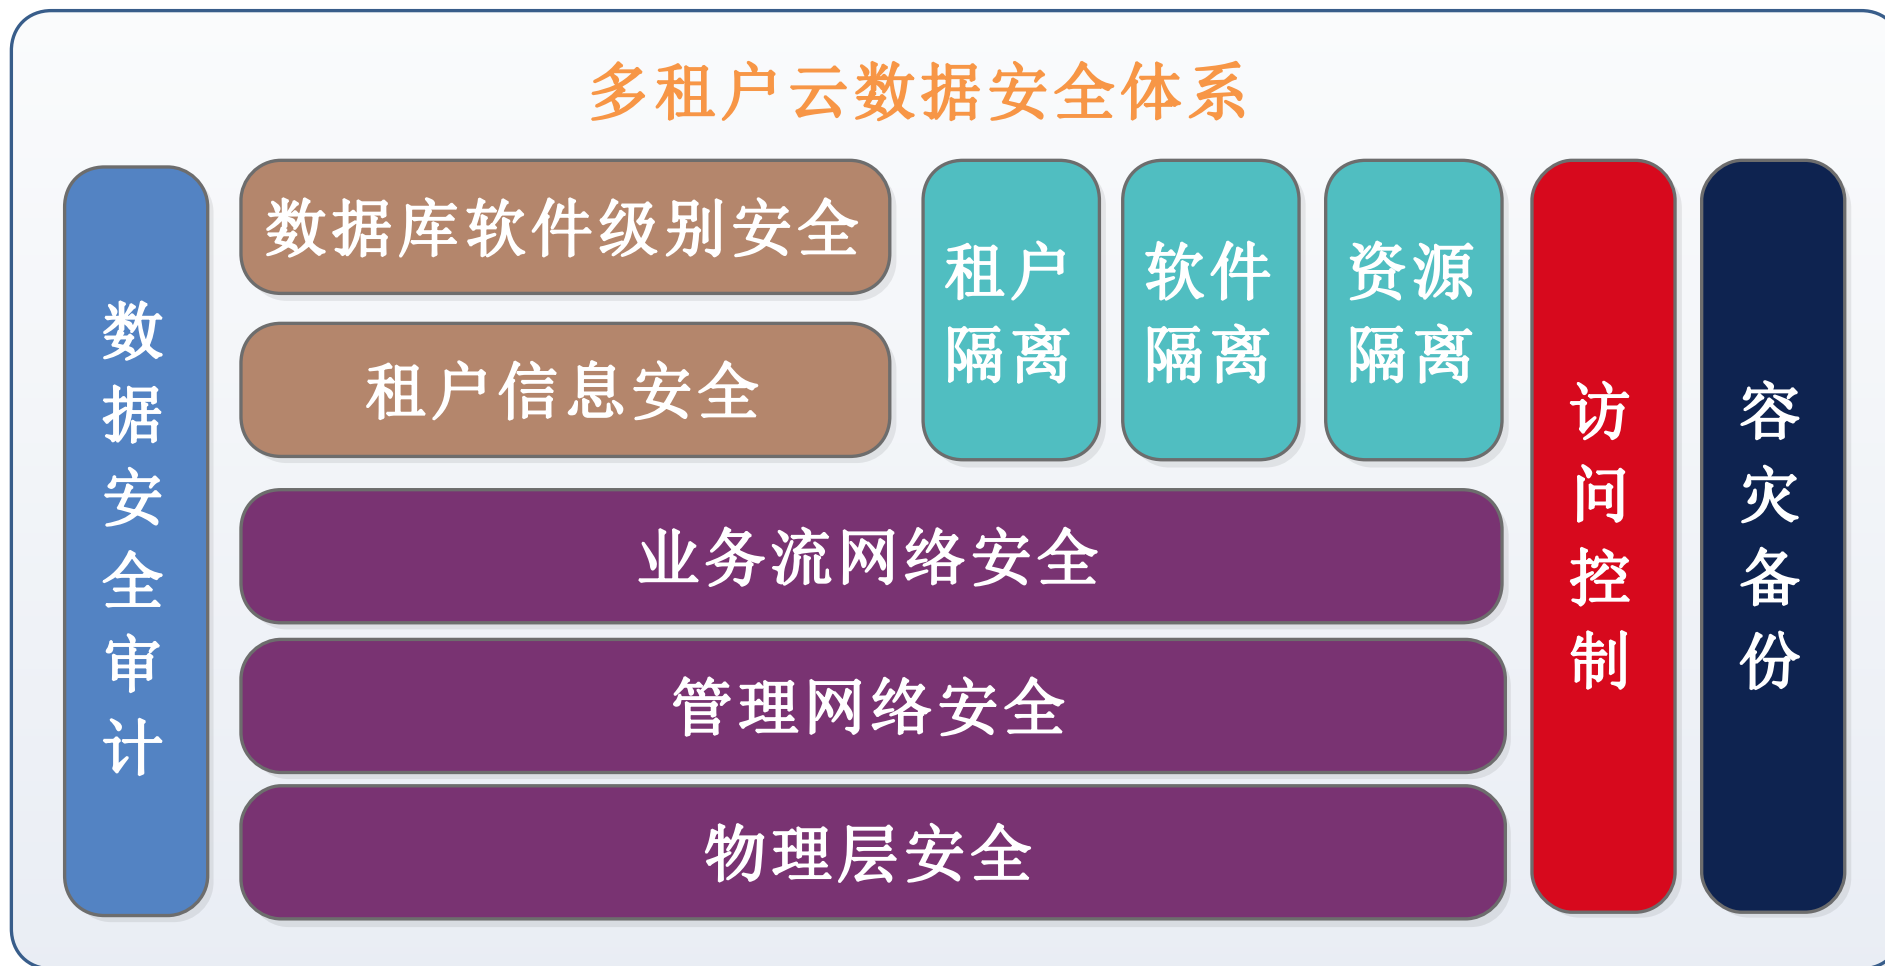 多租户云数据安全体系
数据安全审计
数据库软件级别安全
租户信息安全
租户
隔离
软件
隔离
资源
隔离
业务流网络安全
管理网络安全
物理层安全
访问控制
容灾备份